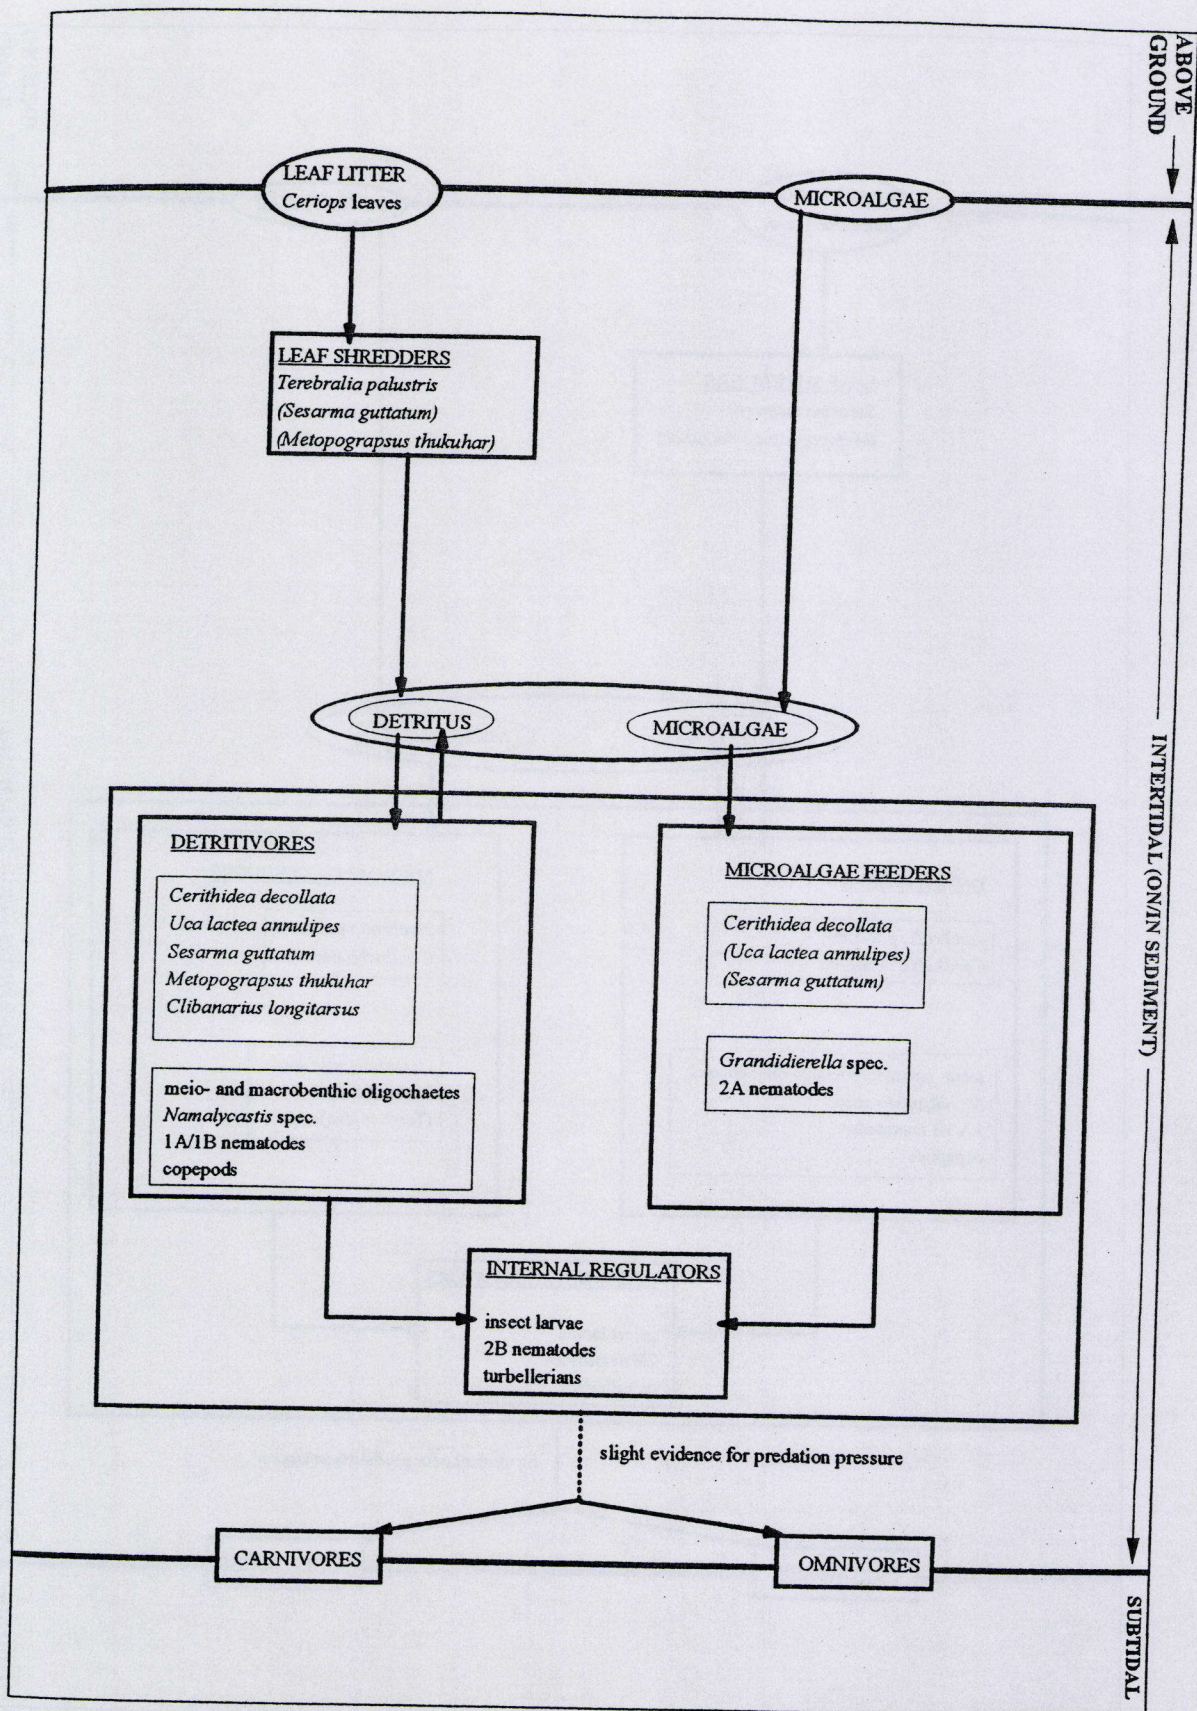 ABOVE
GROUND
LEAF LITTER
Ceriops leaves
MICROALGAE
LEAF SHREDDERS
Terebralia palustris
(Sesarma guttatum)
(Metopograpsus thukuhar)
DETRITUS
MICROALGAE
INTERTIDAL (ON/IN SEDIMENT)
DETRITIVORES
Cerithidea decollata
Uca lactea annulipes
Sesarma guttatum
Metopograpsus thukuhar
Clibanarius longitarsus
meio- and macrobenthic oligochaetes
Namalycastis spec.
1A/1B nematodes
copepods
MICROALGAE FEEDERS
Cerithidea decollata
(Uca lactea annulipes)
(Sesarma guttatum)
Grandidierella spec.
2A nematodes
INTERNAL REGULATORS
insect larvae
2B nematodes
turbellerians
slight evidence for predation pressure
CARNIVORES
OMNIVORES
SUBTIDAL